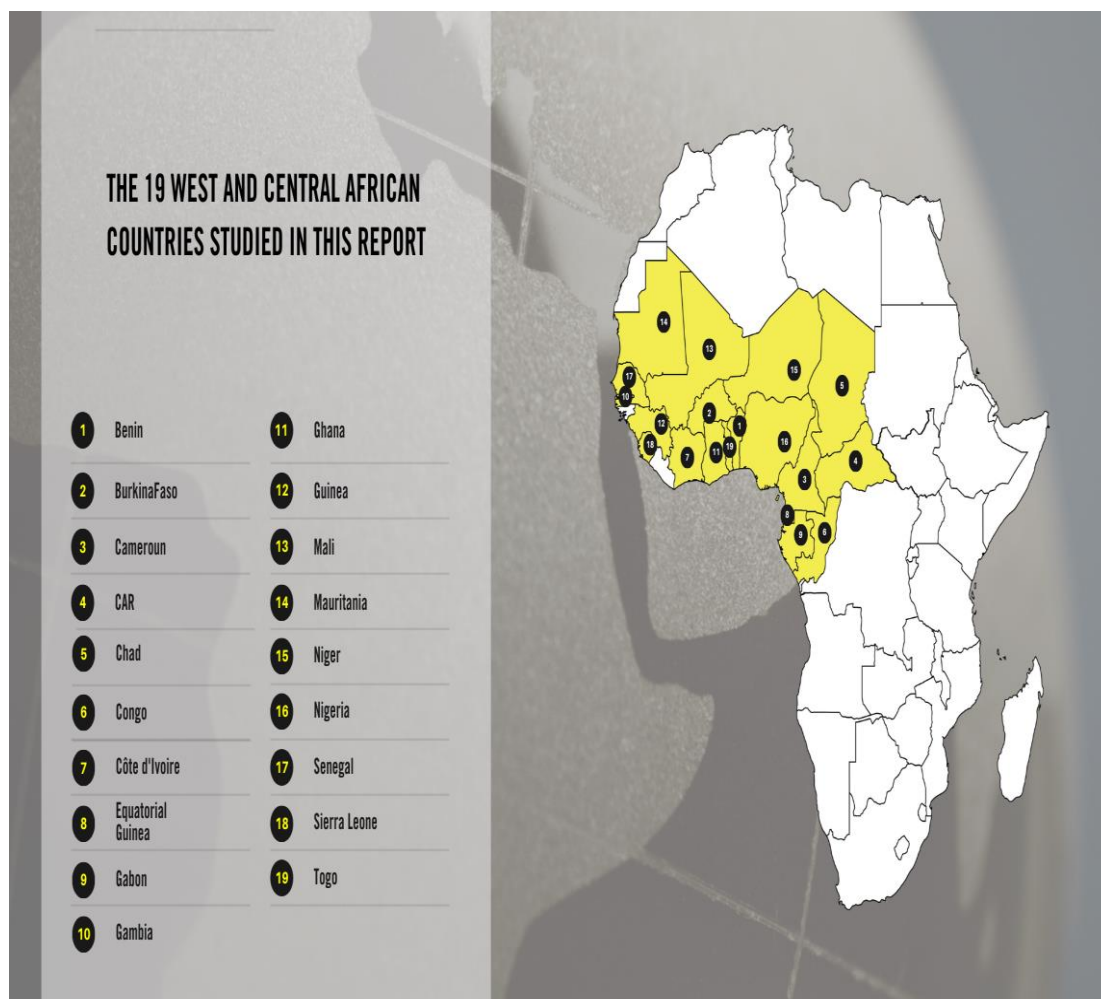 THE 19 WEST AND CENTRAL AFRICAN
COUNTRIES STUDIED IN THIS REPORT
1 Benin
2 BurkinaFaso
3 Cameroun
4 CAR
5 Chad
6 Congo
7 Côte d'Ivoire
8 Equatorial
Guinea
9 Gabon
10 Gambia
11 Ghana
12 Guinea
13 Mali
14 Mauritania
15 Niger
16 Nigeria
17 Senegal
18 Sierra Leone
19 Togo
14
13
15
5
17
10
2
12
1
18
7
11
19
16
4
3
8
9
6